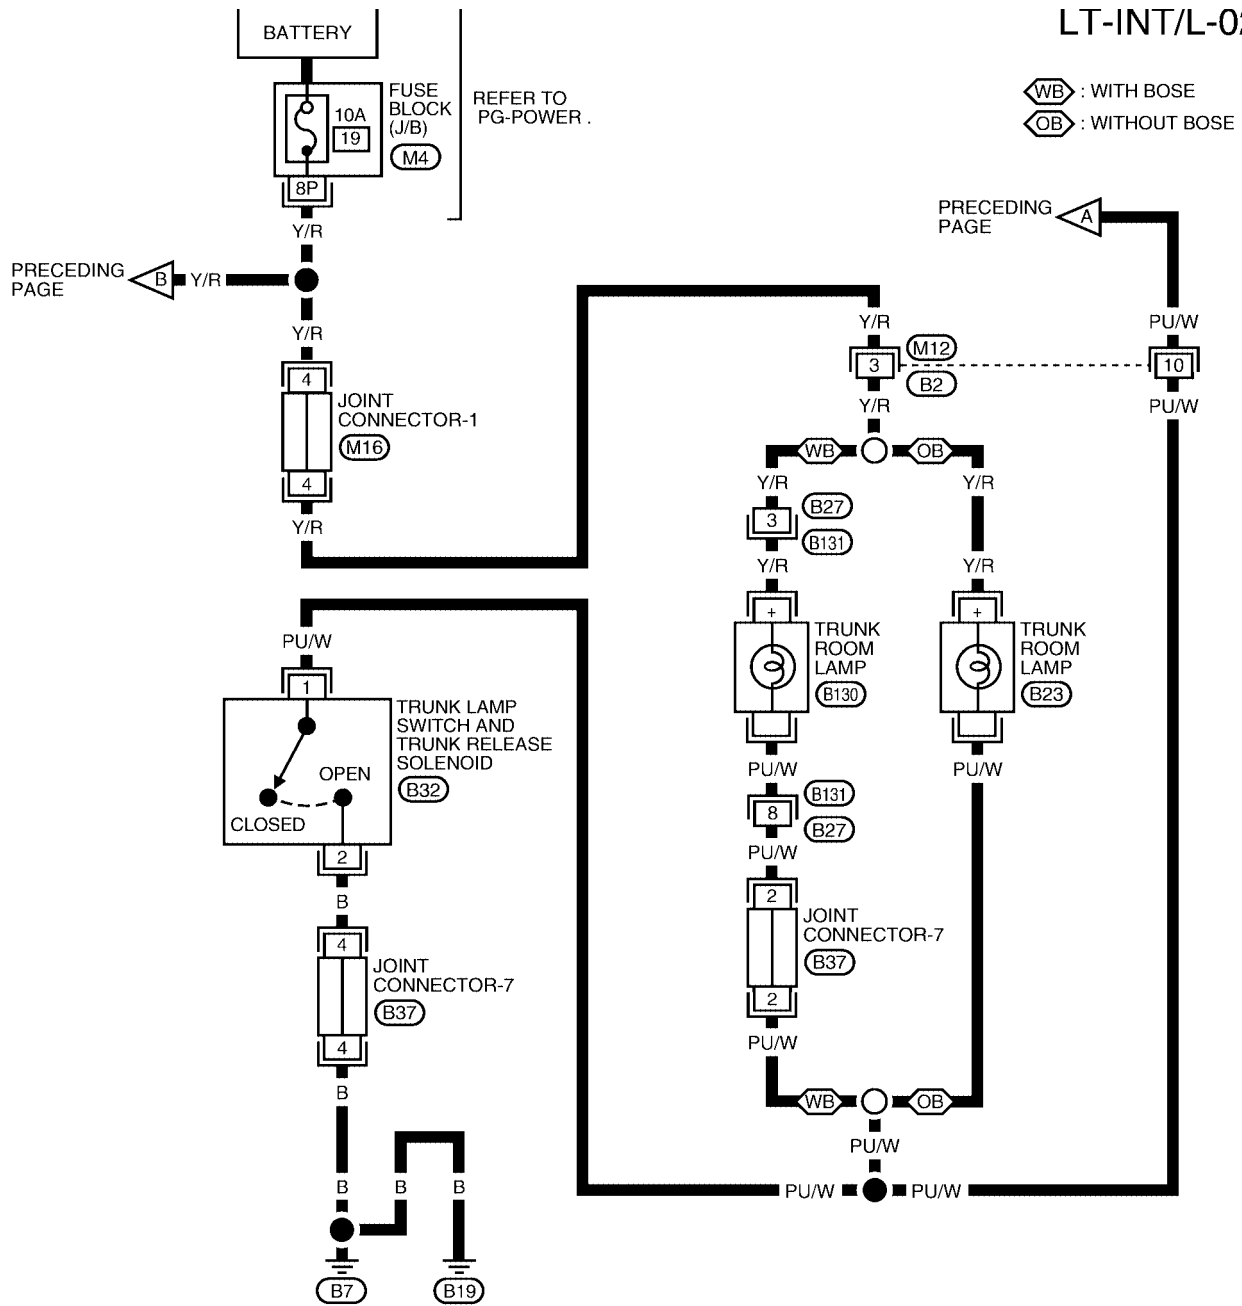 LT-INT/L-02
BATTERY
FUSE
BLOCK
(J/B)
M4
10A
19
8P
REFER TO
PG-POWER .
WB : WITH BOSE
OB : WITHOUT BOSE
Y/R
PRECEDING
PAGE
B
Y/R
PRECEDING
PAGE
A
Y/R
4
JOINT
CONNECTOR-1
M16
4
Y/R
Y/R
3
M12
B2
Y/R
PU/W
10
PU/W
WB
OB
Y/R
Y/R
3
B27
B131
Y/R
Y/R
+
TRUNK
ROOM
LAMP
B130
+
TRUNK
ROOM
LAMP
B23
PU/W
PU/W
8
B131
B27
PU/W
2
JOINT
CONNECTOR-7
B37
2
PU/W
WB
OB
PU/W
PU/W
PU/W
PU/W
1
TRUNK LAMP
SWITCH AND
TRUNK RELEASE
SOLENOID
B32
OPEN
CLOSED
2
B
4
JOINT
CONNECTOR-7
B37
4
B
B
B
B
B7
B19